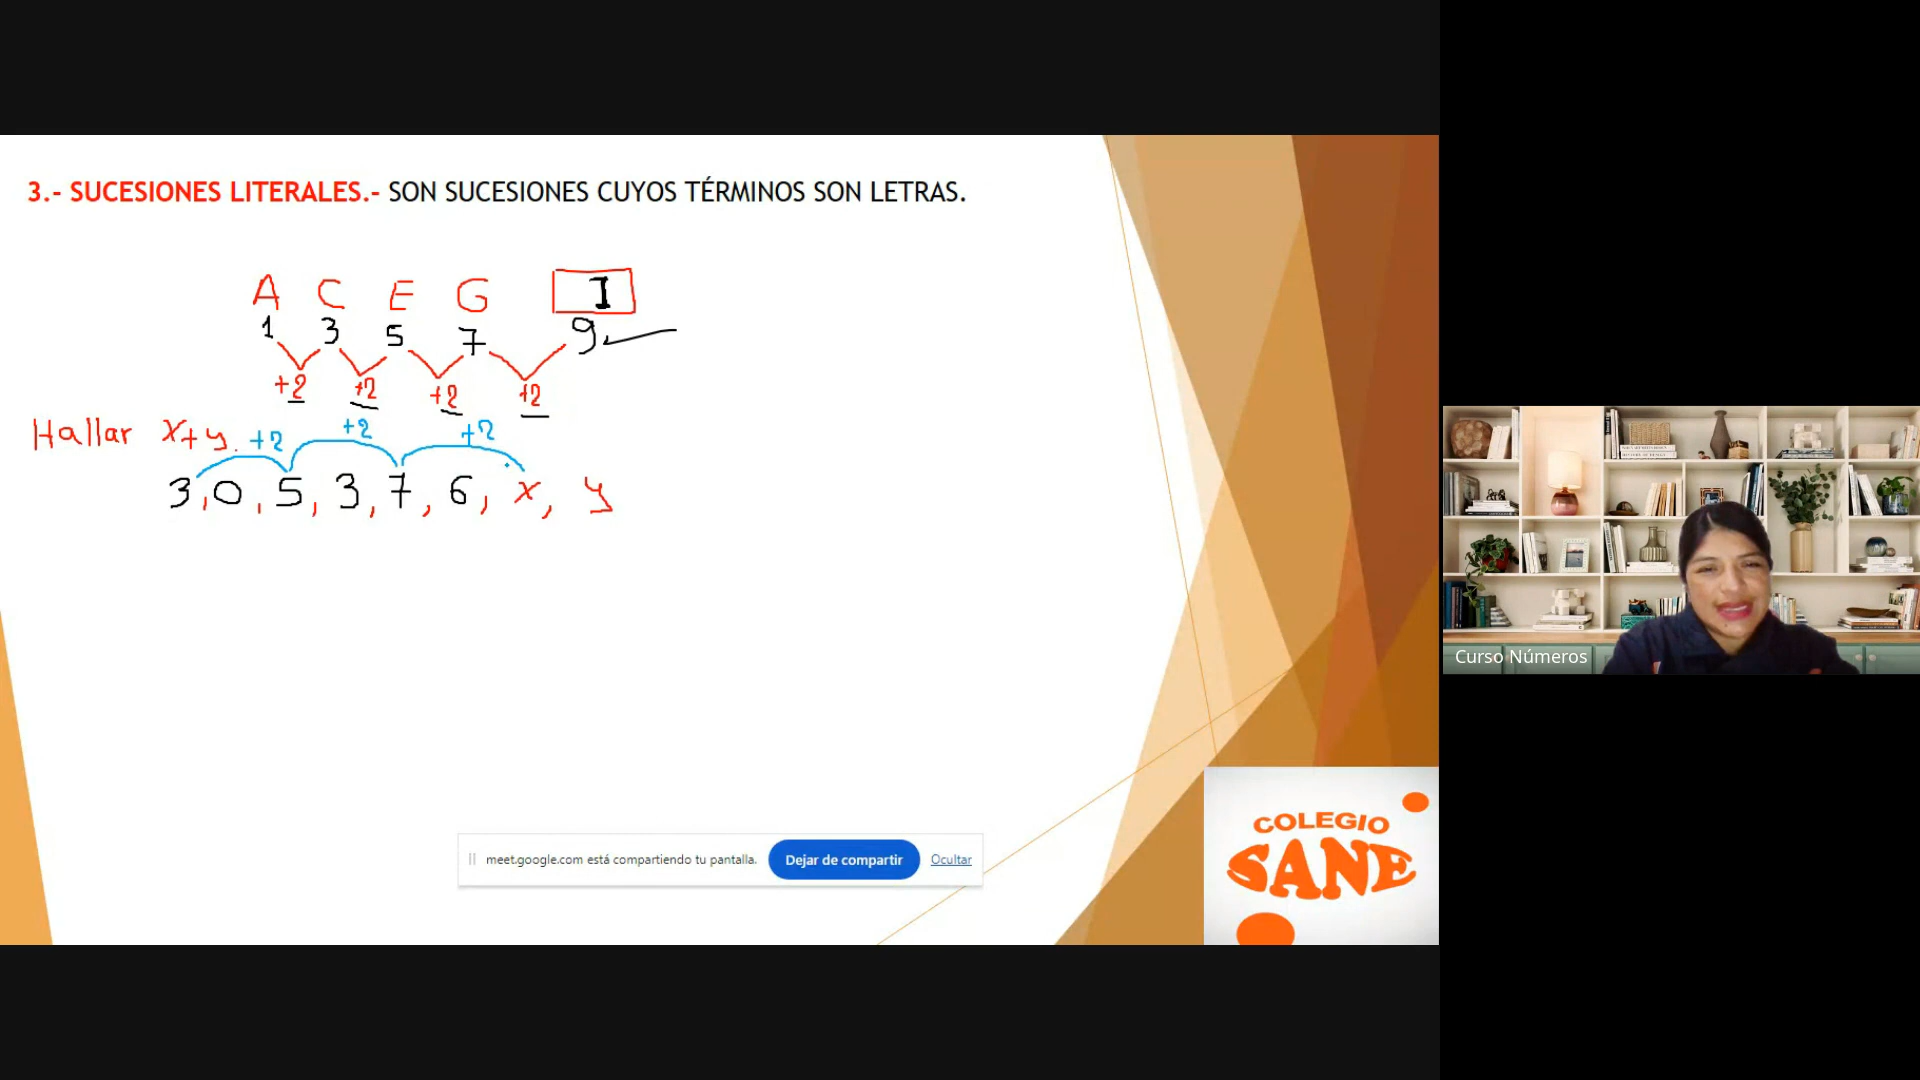 3.- SUCESIONES LITERALES.- SON SUCESIONES CUYOS TÉRMINOS SON LETRAS.
A C E G I
1 3 5 7 9
+2 +2 +2 +2
Hallar x+y. +2 +2 +2
3, 0, 5, 3, 7, 6, x, y
Curso Números
COLEGIO
SANE
meet.google.com está compartiendo tu pantalla. Dejar de compartir Ocultar